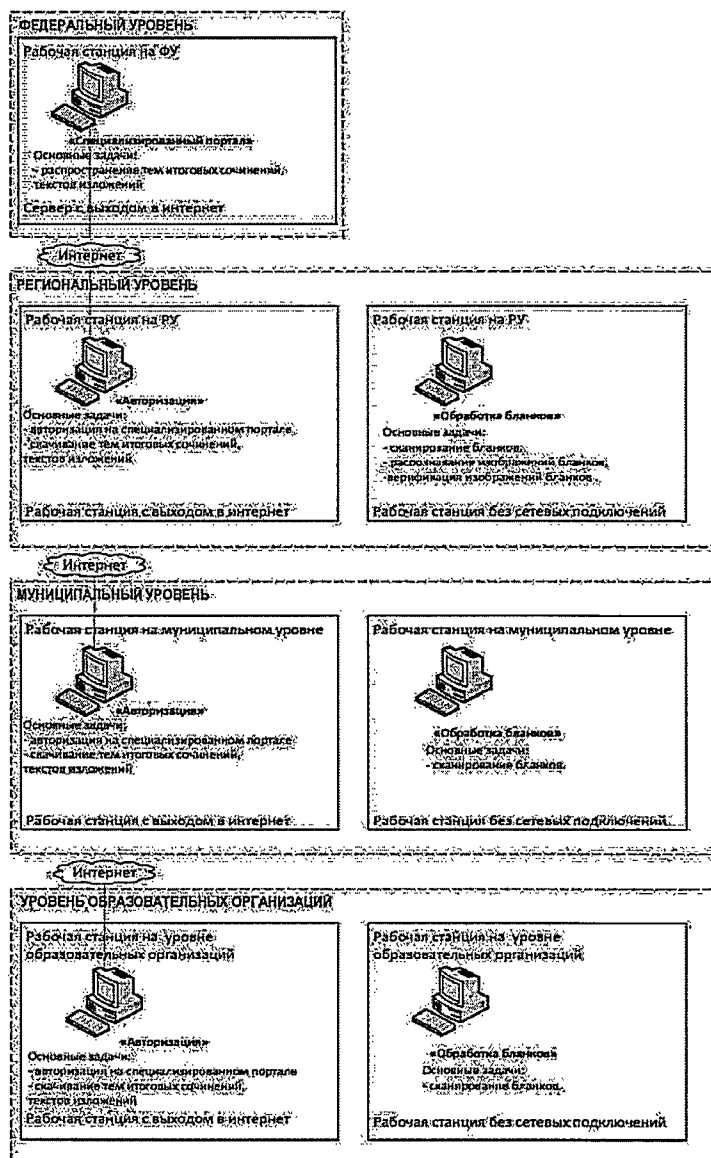 ФЕДЕРАЛЬНЫЙ УРОВЕНЬ
Рабочая станция на ФУ
«Специализированный портал»
Основные задачи:
- распространение тем итоговых сочинений,
текстов изложений
Сервер с выходом в интернет
Интернет
РЕГИОНАЛЬНЫЙ УРОВЕНЬ
Рабочая станция на РУ
«Авторизация»
Основные задачи:
- авторизация на специализированном портале
- скачивание тем итоговых сочинений,
текстов изложений
Рабочая станция с выходом в интернет
Рабочая станция на РУ
«Обработка бланков»
Основные задачи:
- сканирование бланков,
- распознавание изображений бланков,
-верификация изображений бланков
Рабочая станция без сетевых подключений
Интернет
МУНИЦИПАЛЬНЫЙ УРОВЕНЬ
Рабочая станция на муниципальном уровне
«Авторизация»
Основные задачи:
- авторизация на специализированном портале
- скачивание тем итоговых сочинений,
текстов изложений
Рабочая станция с выходом в интернет
Рабочая станция на муниципальном уровне
«Обработка бланков»
Основные задачи:
- сканирование бланков.
Рабочая станция без сетевых подключений
Интернет
УРОВЕНЬ ОБРАЗОВАТЕЛЬНЫХ ОРГАНИЗАЦИЙ
Рабочая станция на уровне
образовательных организаций
«Авторизация»
Основные задачи:
- авторизация на специализированном портале
- скачивание тем итоговых сочинений,
текстов изложений
Рабочая станция с выходом в интернет
Рабочая станция на уровне
образовательных организаций
«Обработка бланков»
Основные задачи:
- сканирование бланков.
Рабочая станция без сетевых подключений